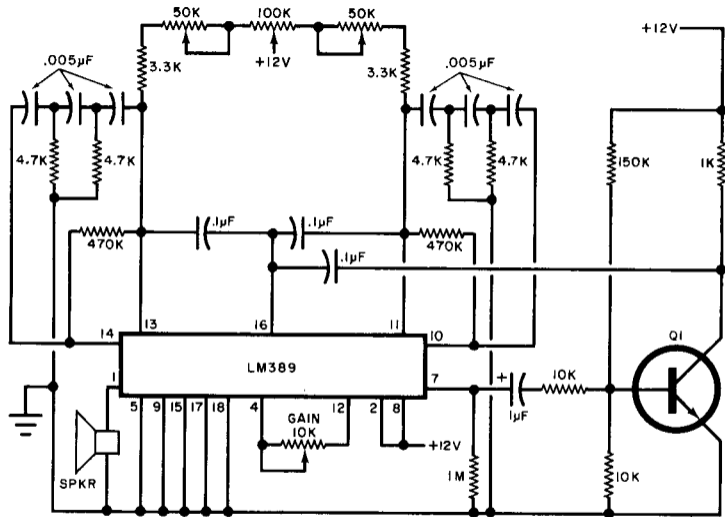 50K
100K
50K
+12V
+12V
3.3K
3.3K
.005µF
.005µF
4.7K
4.7K
4.7K
4.7K
150K
1K
470K
.1µF
.1µF
470K
.1µF
14
13
16
11
10
Q1
LM389
1
7
5
9
15
17
18
4
GAIN
10K
12
2
8
+
1µF
10K
+12V
SPKR
1M
10K